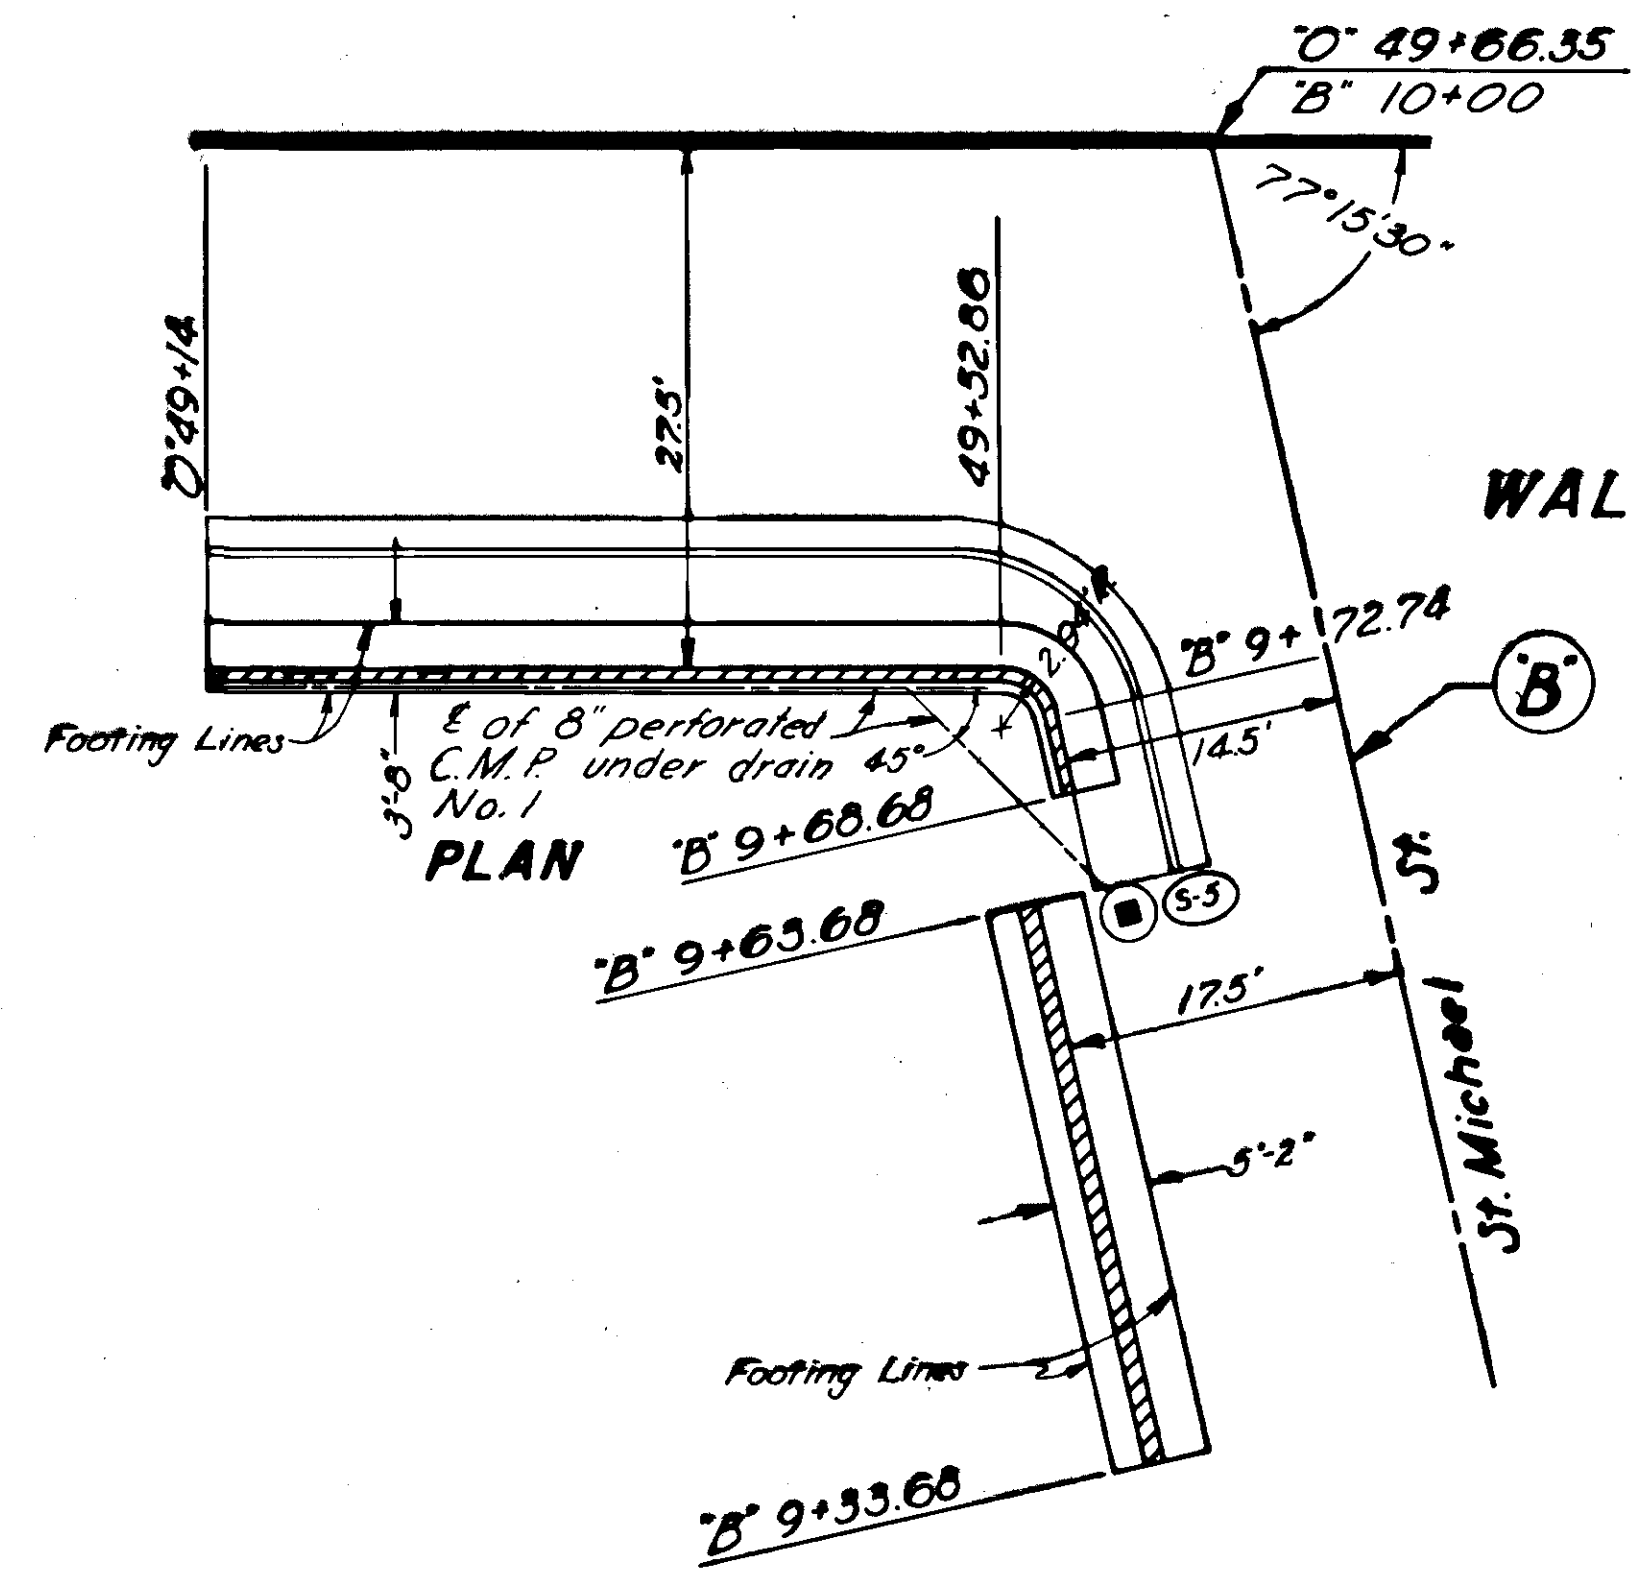 "O" 49+66.35
"B" 10+00
77°15'30"
"O" 49+14
27.5'
49+52.86
WAL
"B" 9+72.74
"B"
14.5'
Footing Lines
3'-8"
℄ of 8" perforated
C.M.P. under drain
No. 1
45°
PLAN
"B" 9+68.68
S-5
"B" 9+63.68
17.5'
St. Michael St.
5'-2"
Footing Lines
"B" 9+33.68